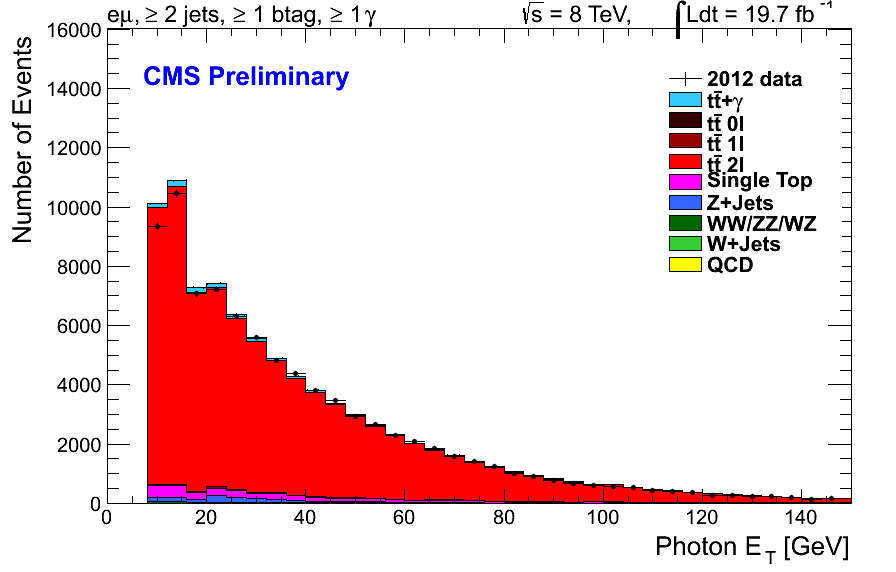 eμ, ≥ 2 jets, ≥ 1 btag, ≥ 1 γ
√s = 8 TeV, ∫Ldt = 19.7 fb⁻¹
CMS Preliminary
Number of Events
16000
14000
12000
10000
8000
6000
4000
2000
0
2012 data
tt̄+γ
tt̄ 0l
tt̄ 1l
tt̄ 2l
Single Top
Z+Jets
WW/ZZ/WZ
W+Jets
QCD
0 20 40 60 80 100 120 140
Photon E_T [GeV]